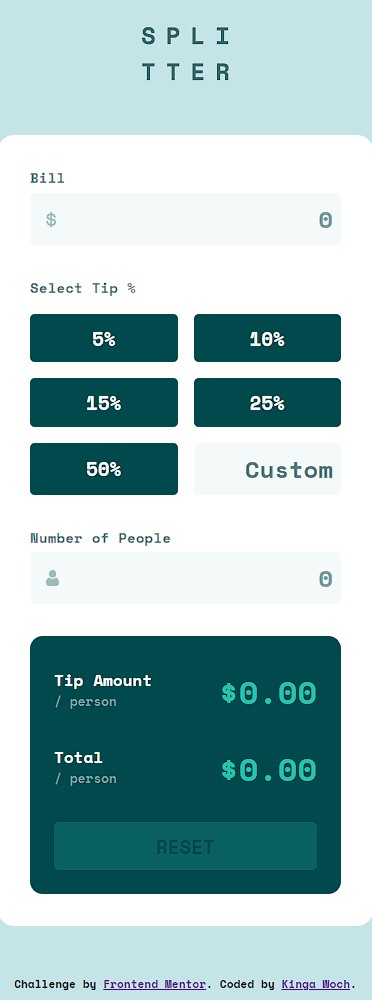 SPLI
TTER
Bill
$ 0
Select Tip %
5% 10%
15% 25%
50% Custom
Number of People
0
Tip Amount
/ person
$0.00
Total
/ person
$0.00
RESET
Challenge by Frontend Mentor. Coded by Kinga Woch.